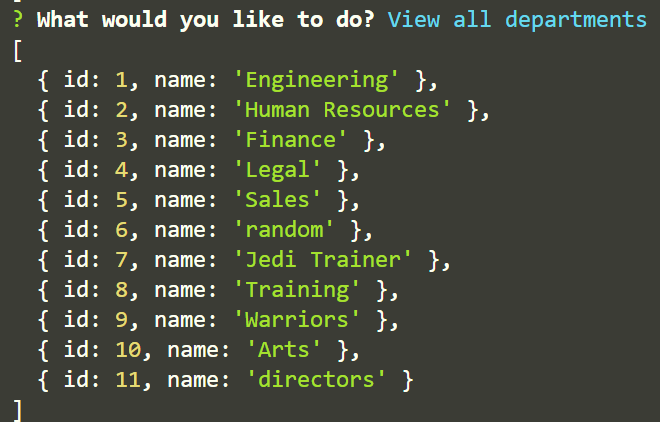 ]
? What would you like to do? View all departments
[
  { id: 1, name: 'Engineering' },
  { id: 2, name: 'Human Resources' },
  { id: 3, name: 'Finance' },
  { id: 4, name: 'Legal' },
  { id: 5, name: 'Sales' },
  { id: 6, name: 'random' },
  { id: 7, name: 'Jedi Trainer' },
  { id: 8, name: 'Training' },
  { id: 9, name: 'Warriors' },
  { id: 10, name: 'Arts' },
  { id: 11, name: 'directors' }
]